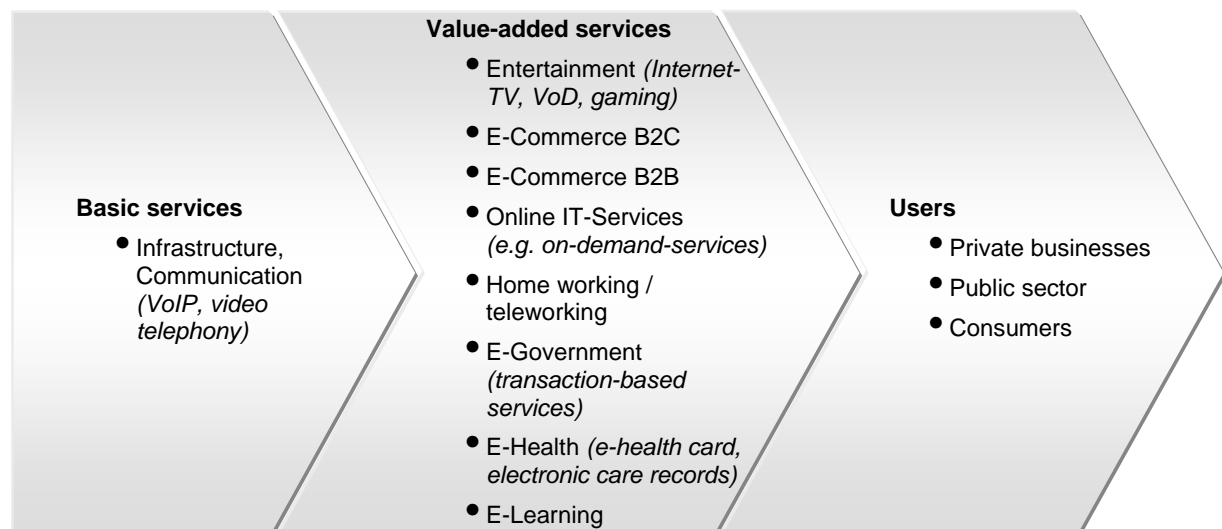 Basic services
• Infrastructure,
Communication
(VoIP, video
telephony)
Value-added services
• Entertainment (Internet-
TV, VoD, gaming)
• E-Commerce B2C
• E-Commerce B2B
• Online IT-Services
(e.g. on-demand-services)
• Home working /
teleworking
• E-Government
(transaction-based
services)
• E-Health (e-health card,
electronic care records)
• E-Learning
Users
• Private businesses
• Public sector
• Consumers